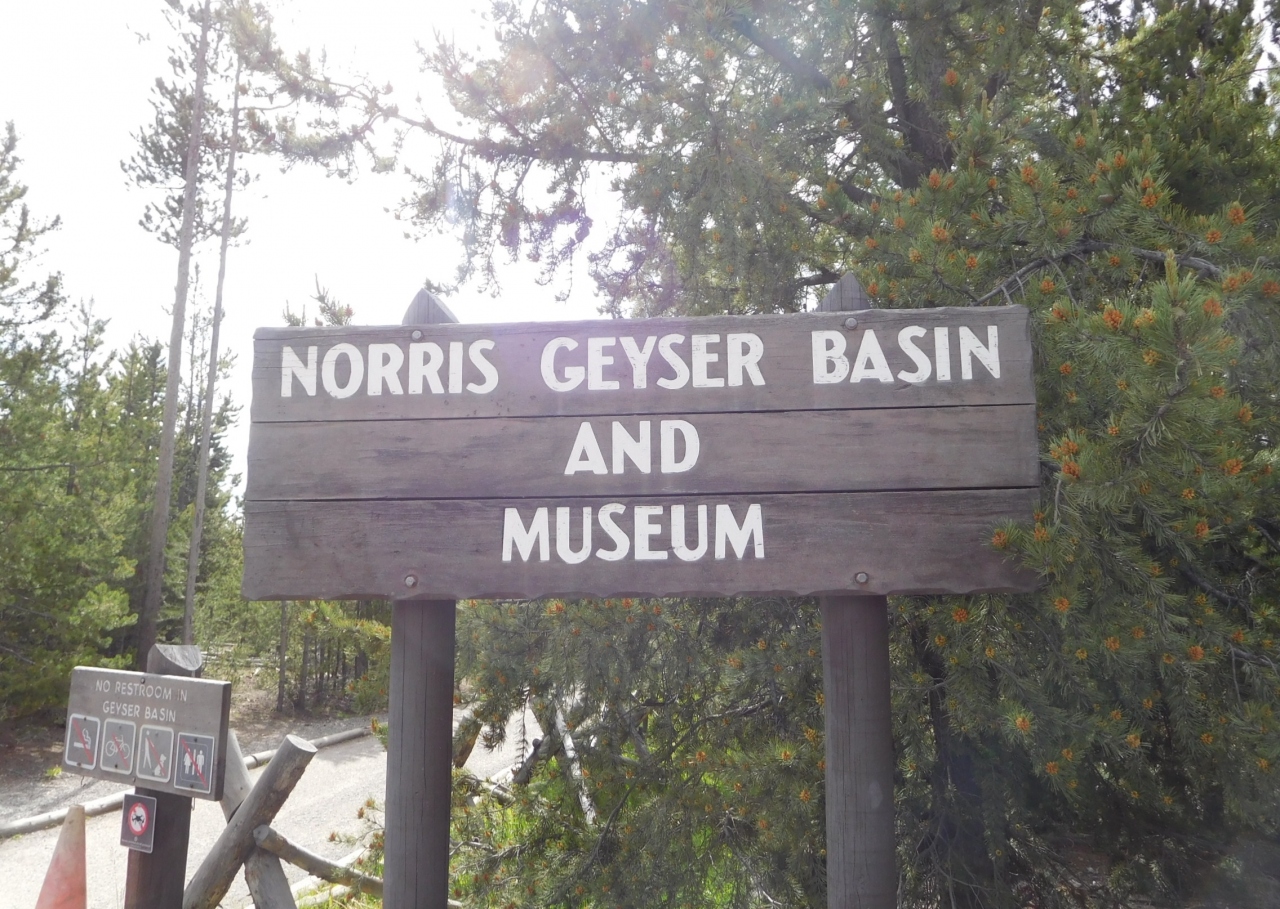 NORRIS GEYSER BASIN
AND
MUSEUM
NO RESTROOM IN
GEYSER BASIN